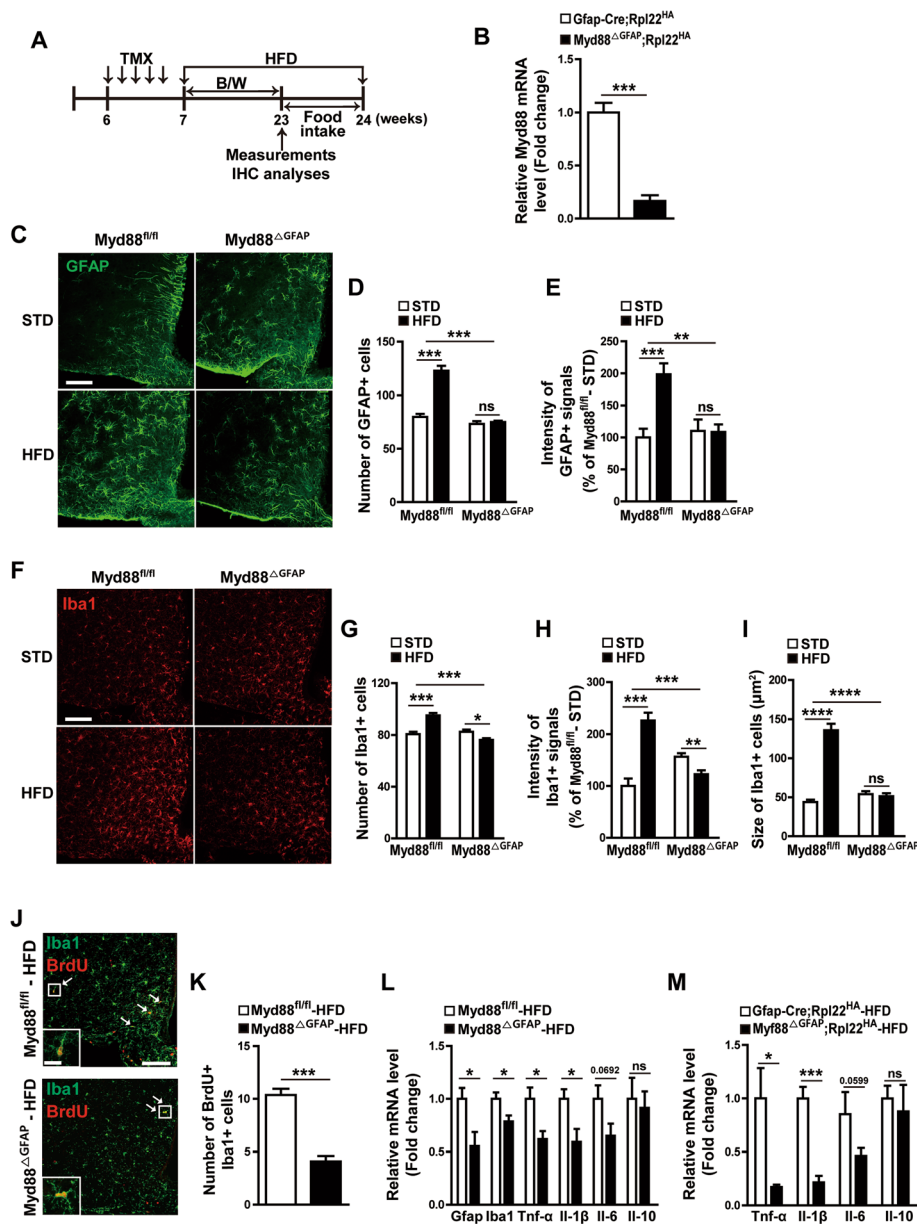 A
TMX
HFD
B/W
6
7
23
24 (weeks)
Food
intake
Measurements
IHC analyses
B
Gfap-Cre;Rpl22HA
Myd88△GFAP;Rpl22HA
Relative Myd88 mRNA
level (Fold change)
1.0
0.5
0.0
***
C
Myd88fl/fl
Myd88△GFAP
GFAP
STD
HFD
D
STD
HFD
Number of GFAP+ cells
150
100
50
0
***
***
ns
Myd88fl/fl
Myd88△GFAP
E
STD
HFD
Intensity of
GFAP+ signals
(% of Myd88fl/fl- STD)
250
200
150
100
50
0
**
***
ns
Myd88fl/fl
Myd88△GFAP
F
Myd88fl/fl
Myd88△GFAP
Iba1
STD
HFD
G
STD
HFD
Number of Iba1+ cells
120
80
40
0
***
***
*
Myd88fl/fl
Myd88△GFAP
H
STD
HFD
Intensity of
Iba1+ signals
(% of Myd88fl/fl- STD)
300
200
100
0
***
***
**
Myd88fl/fl
Myd88△GFAP
I
STD
HFD
Size of Iba1+ cells (µm2)
200
150
100
50
0
****
****
ns
Myd88fl/fl
Myd88△GFAP
J
Myd88fl/fl - HFD
Iba1
BrdU
Myd88△GFAP - HFD
Iba1
BrdU
K
Myd88fl/fl-HFD
Myd88△GFAP-HFD
Number of BrdU+
Iba1+ cells
15
10
5
0
***
L
Myd88fl/fl-HFD
Myd88△GFAP-HFD
Relative mRNA level
(Fold change)
1.5
1.0
0.5
0.0
* * * * 0.0692 ns
Gfap Iba1 Tnf-α Il-1β Il-6 Il-10
M
Gfap-Cre;Rpl22HA-HFD
Myf88△GFAP;Rpl22HA-HFD
Relative mRNA level
(Fold change)
1.5
1.0
0.5
0.0
* *** 0.0599 ns
Tnf-α Il-1β Il-6 Il-10